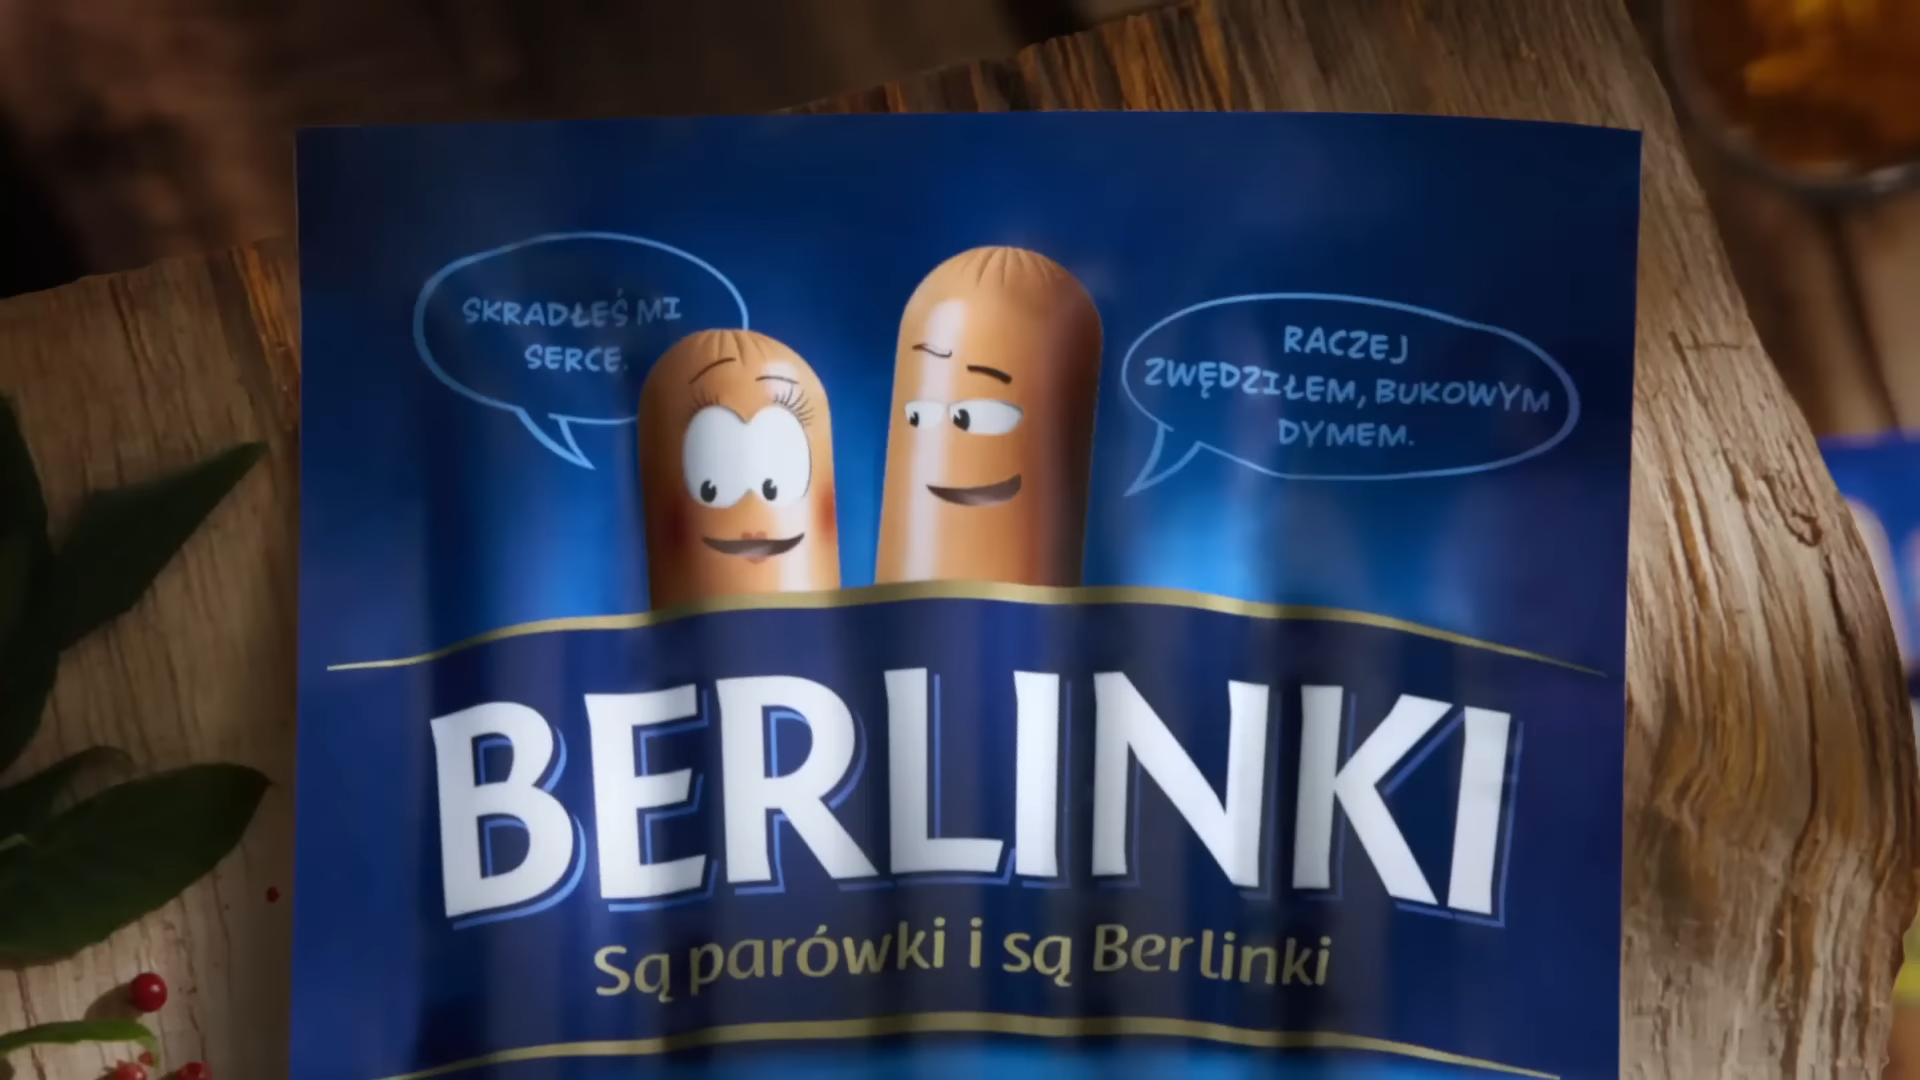 SKRADŁEŚ MI
SERCE.
RACZEJ
ZWĘDZIŁEM, BUKOWYM
DYMEM.
BERLINKI
Są parówki i są Berlinki